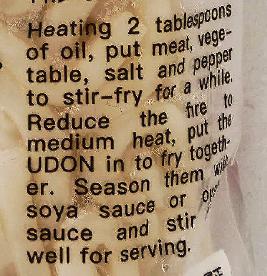 Heating 2 tablespoons
of oil, put meat, vege-
table, salt and pepper
to stir-fry for a while.
Reduce the fire to
medium heat, put the
UDON in to fry togeth-
er. Season them with
soya sauce or
sauce and stir
well for serving.